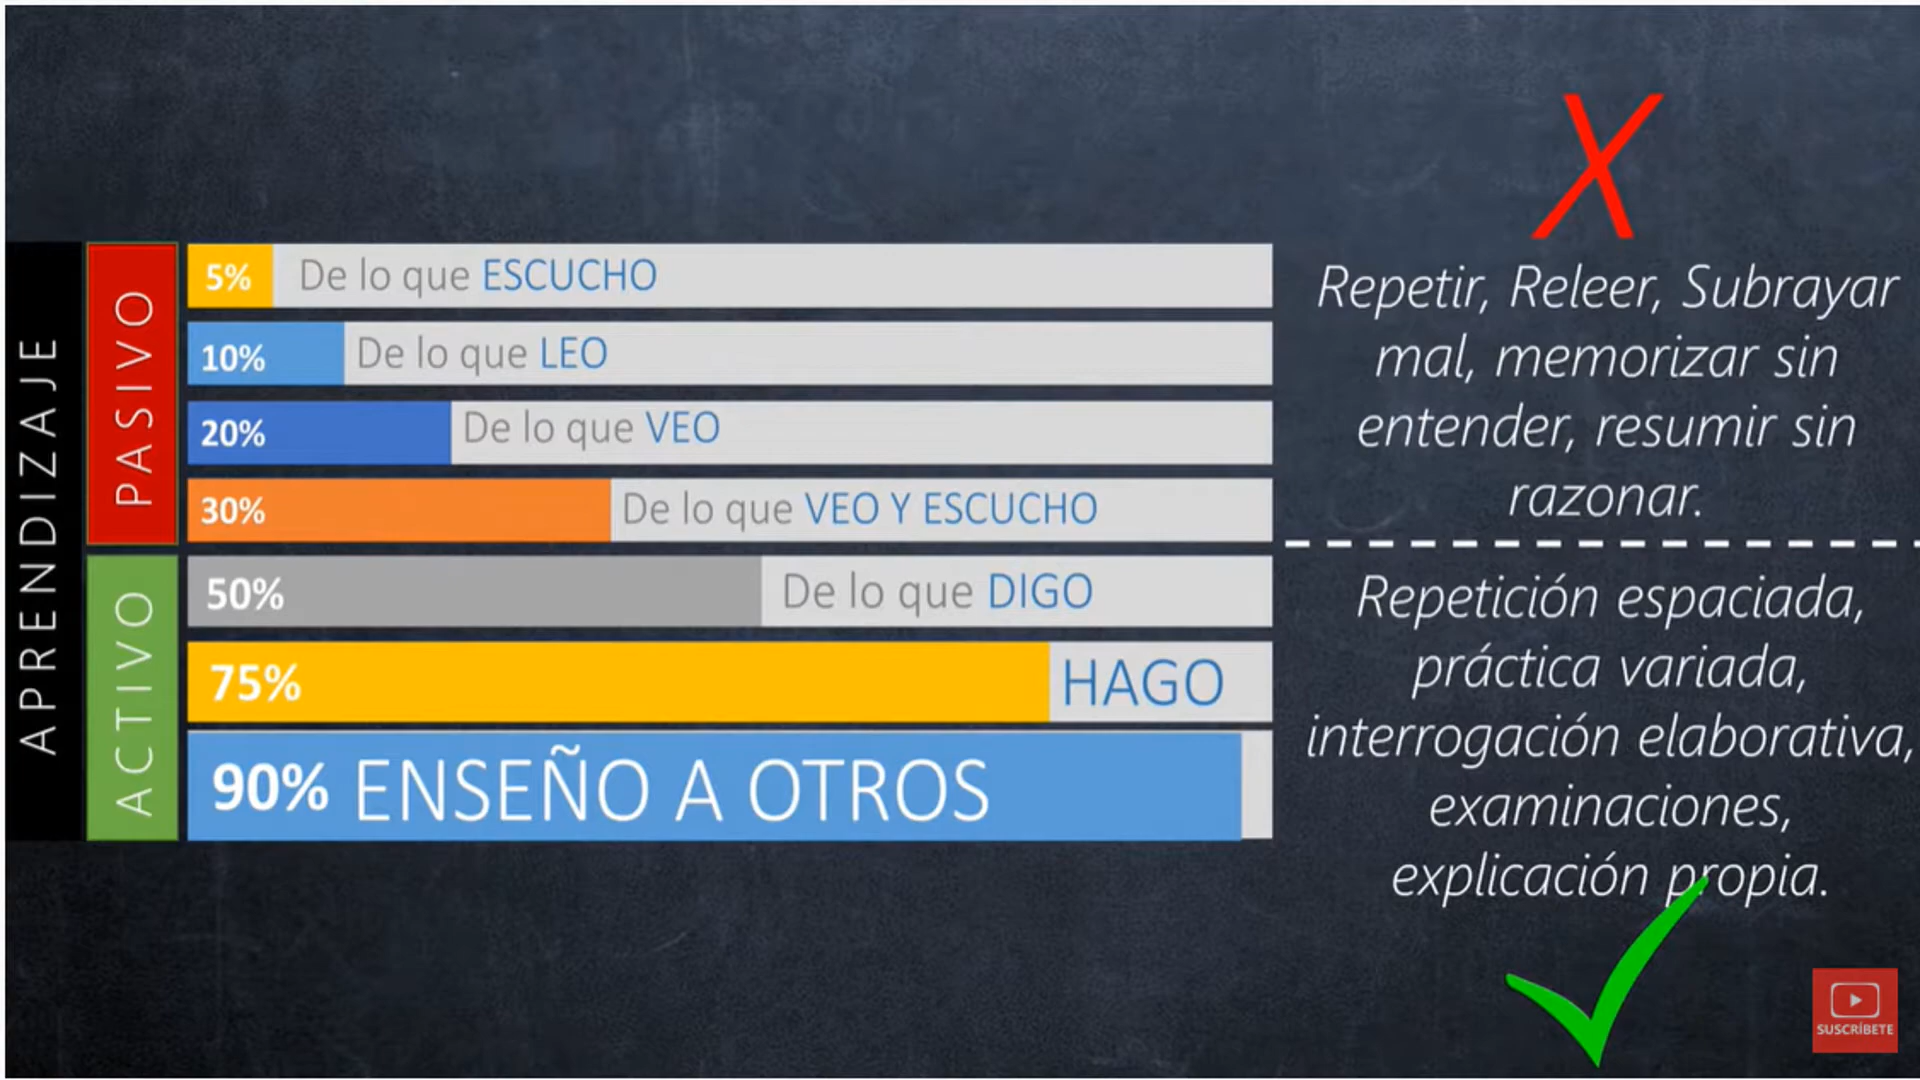 APRENDIZAJE
PASIVO
5% De lo que ESCUCHO
10% De lo que LEO
20% De lo que VEO
30% De lo que VEO Y ESCUCHO
ACTIVO
50% De lo que DIGO
75% HAGO
90% ENSEÑO A OTROS
X
Repetir, Releer, Subrayar
mal, memorizar sin
entender, resumir sin
razonar.
Repetición espaciada,
práctica variada,
interrogación elaborativa,
examinaciones,
explicación propia.
SUSCRÍBETE